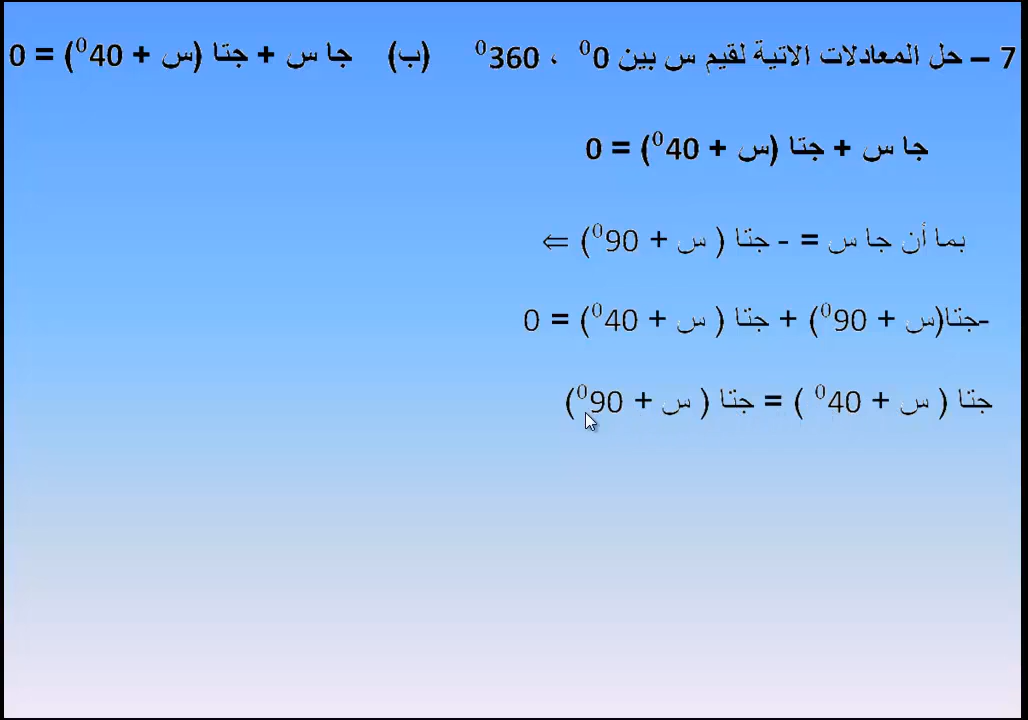 7 – حل المعادلات الاتية لقيم س بين 0⁰ ، 360⁰ (ب) جا س + جتا (س + 40⁰) = 0
جا س + جتا (س + 40⁰) = 0
بما أن جا س = - جتا ( س + 90⁰) ⇐
-جتا(س + 90⁰) + جتا ( س + 40⁰) = 0
جتا ( س + 40⁰ ) = جتا ( س + 90⁰)